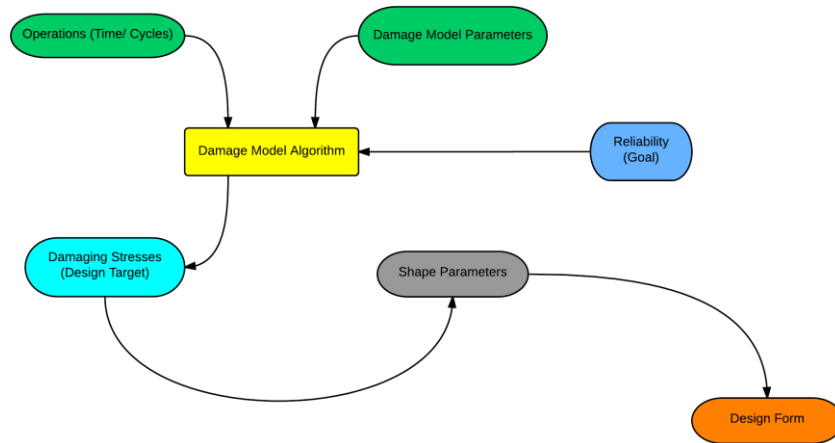 Operations (Time/ Cycles)
Damage Model Parameters
Damage Model Algorithm
Reliability
(Goal)
Damaging Stresses
(Design Target)
Shape Parameters
Design Form